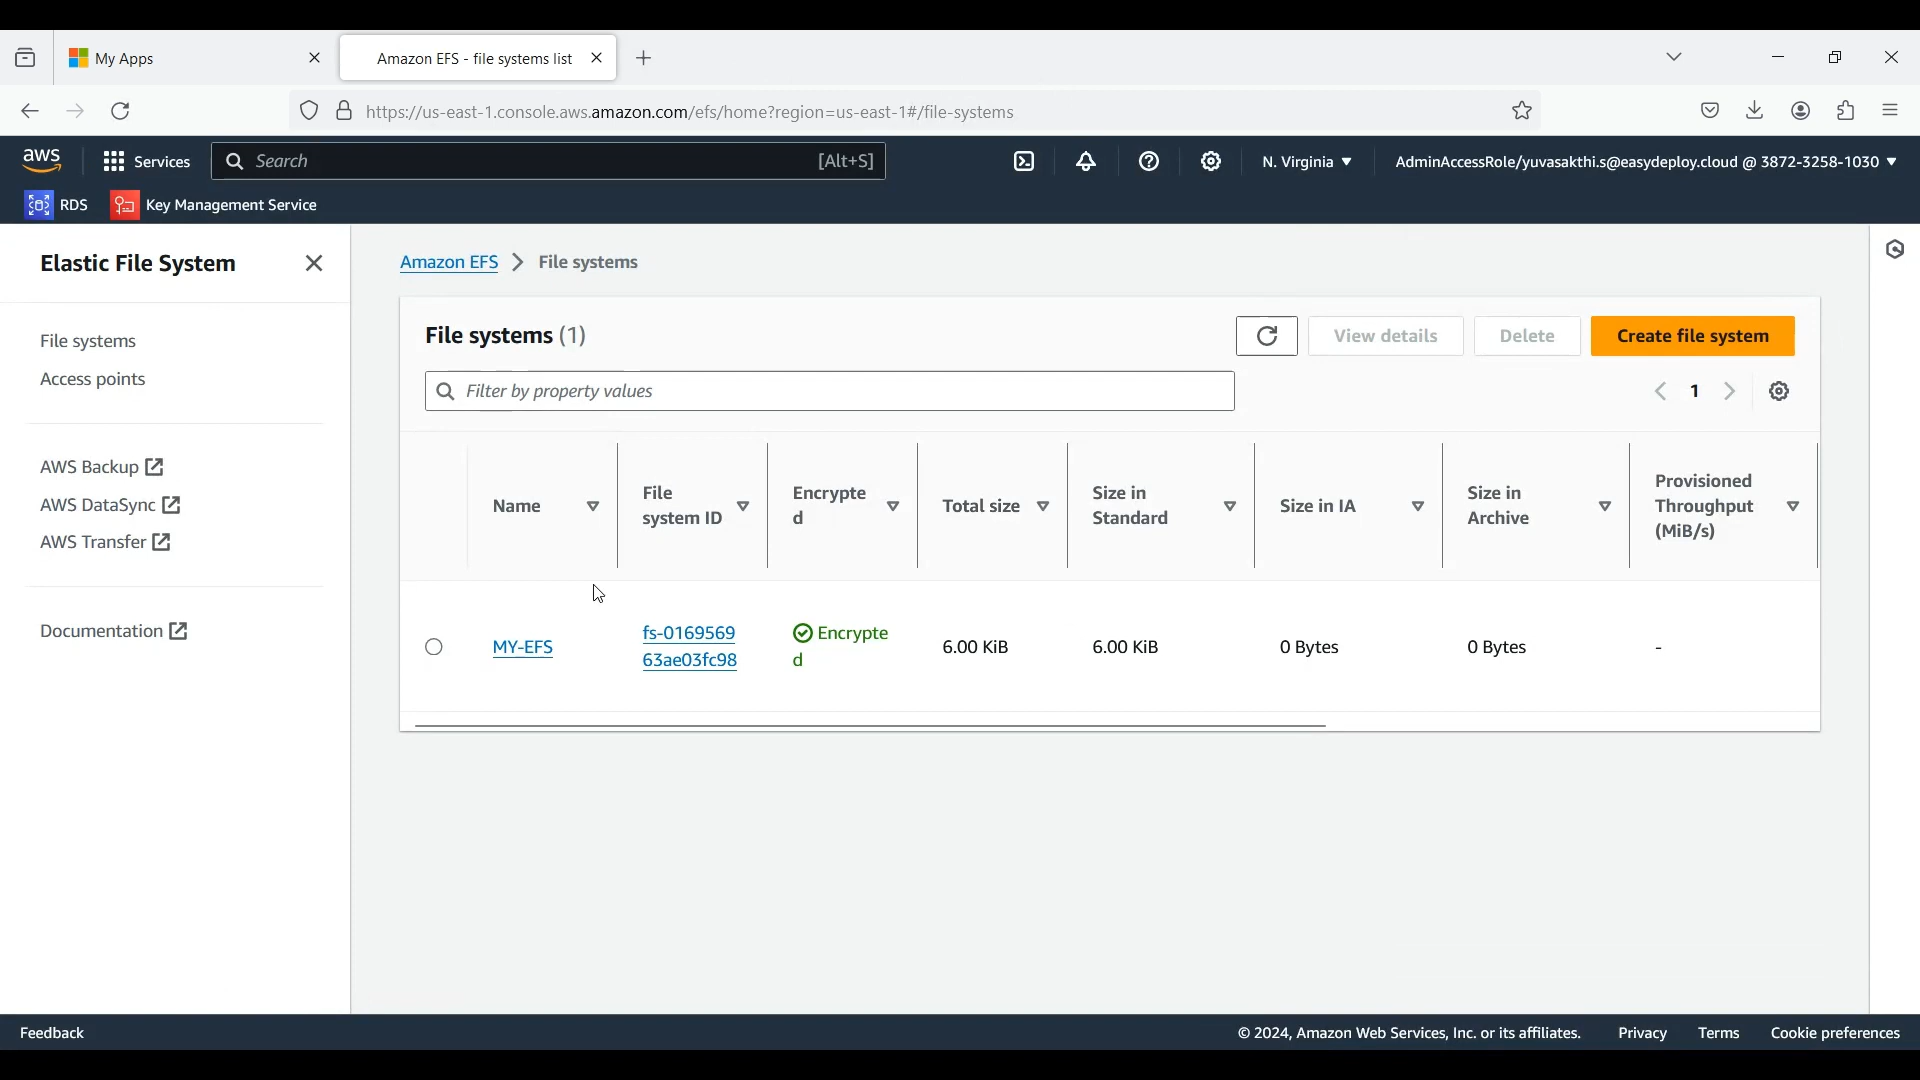 My Apps
Amazon EFS - file systems list
https://us-east-1.console.aws.amazon.com/efs/home?region=us-east-1#/file-systems
aws
Services
Search
[Alt+S]
N. Virginia
AdminAccessRole/yuvasakthi.s@easydeploy.cloud @ 3872-3258-1030
RDS
Key Management Service
Elastic File System
File systems
Access points
AWS Backup
AWS DataSync
AWS Transfer
Documentation
Amazon EFS
File systems
File systems (1)
View details
Delete
Create file system
Filter by property values
1
Name
File
system ID
Encrypte
d
Total size
Size in
Standard
Size in IA
Size in
Archive
Provisioned
Throughput
(MiB/s)
MY-EFS
fs-0169569
63ae03fc98
Encrypte
d
6.00 KiB
6.00 KiB
0 Bytes
0 Bytes
-
Feedback
© 2024, Amazon Web Services, Inc. or its affiliates.
Privacy
Terms
Cookie preferences